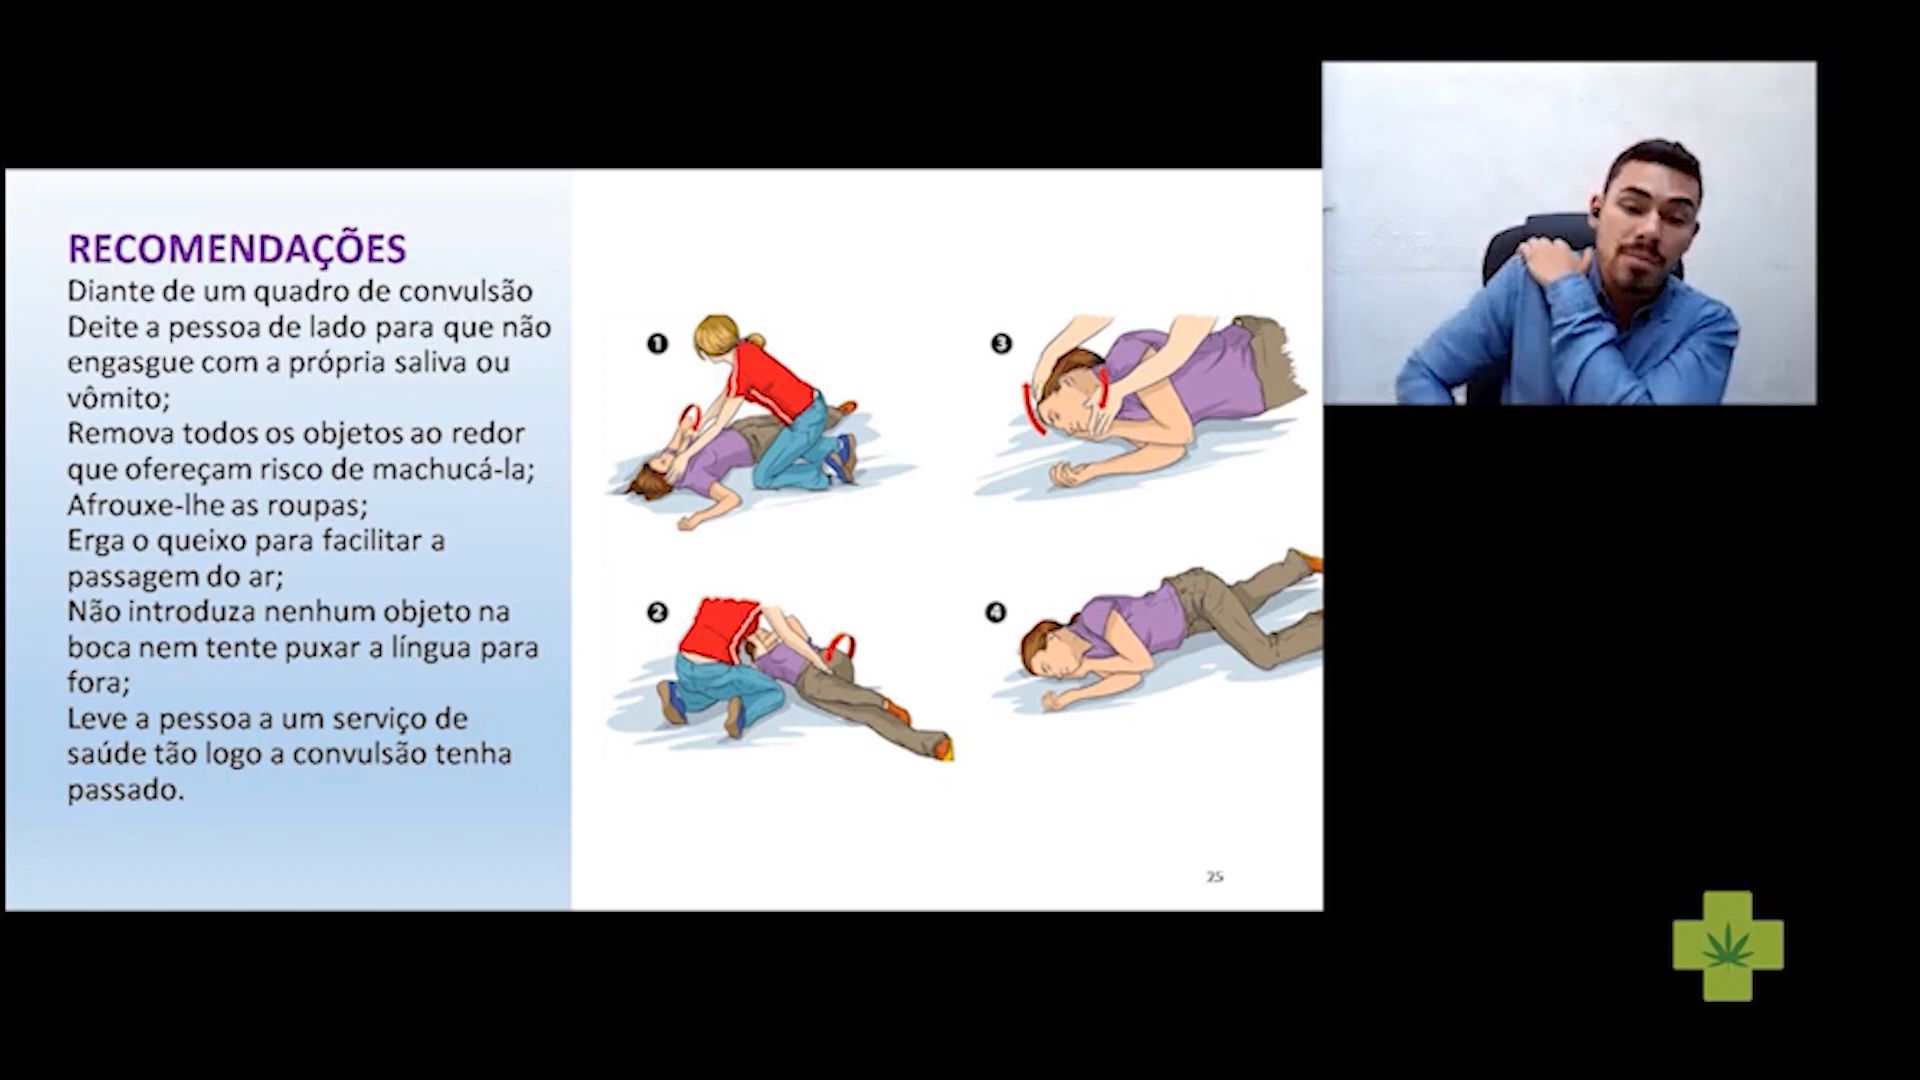 RECOMENDAÇÕES
Diante de um quadro de convulsão
Deite a pessoa de lado para que não
engasgue com a própria saliva ou
vômito;
Remova todos os objetos ao redor
que ofereçam risco de machucá-la;
Afrouxe-lhe as roupas;
Erga o queixo para facilitar a
passagem do ar;
Não introduza nenhum objeto na
boca nem tente puxar a língua para
fora;
Leve a pessoa a um serviço de
saúde tão logo a convulsão tenha
passado.
1
3
2
4
25